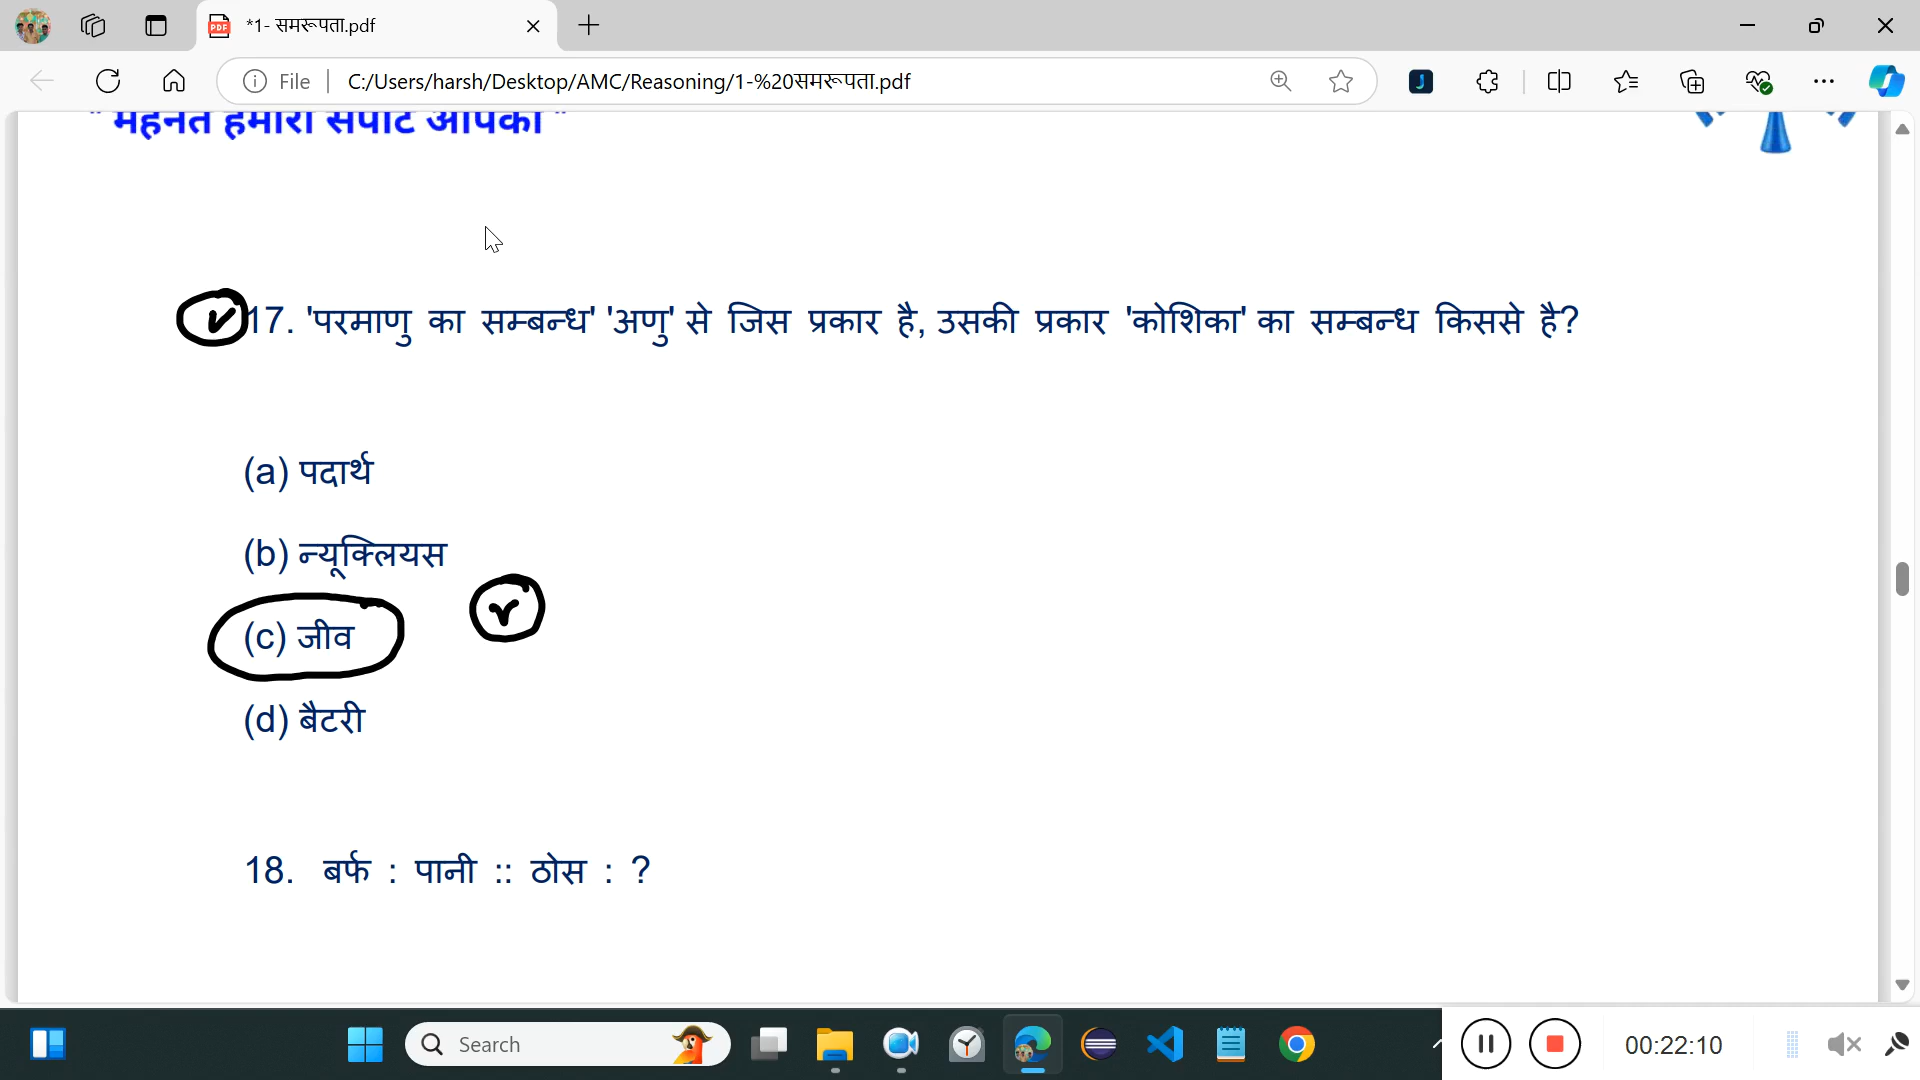 *1- समरूपता.pdf
File
C:/Users/harsh/Desktop/AMC/Reasoning/1-%20समरूपता.pdf
" मेहनत हमारी सपोर्ट आपका "
17. 'परमाणु का सम्बन्ध' 'अणु' से जिस प्रकार है, उसकी प्रकार 'कोशिका' का सम्बन्ध किससे है?
(a) पदार्थ
(b) न्यूक्लियस
(c) जीव
(d) बैटरी
18. बर्फ : पानी :: ठोस : ?
Search
00:22:10